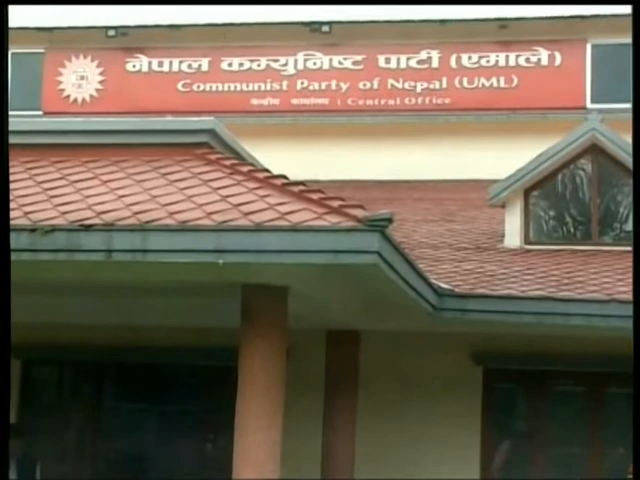 नेपाल कम्युनिष्ट पार्टी (एमाले)
Communist Party of Nepal (UML)
केन्द्रीय कार्यालय | Central Office